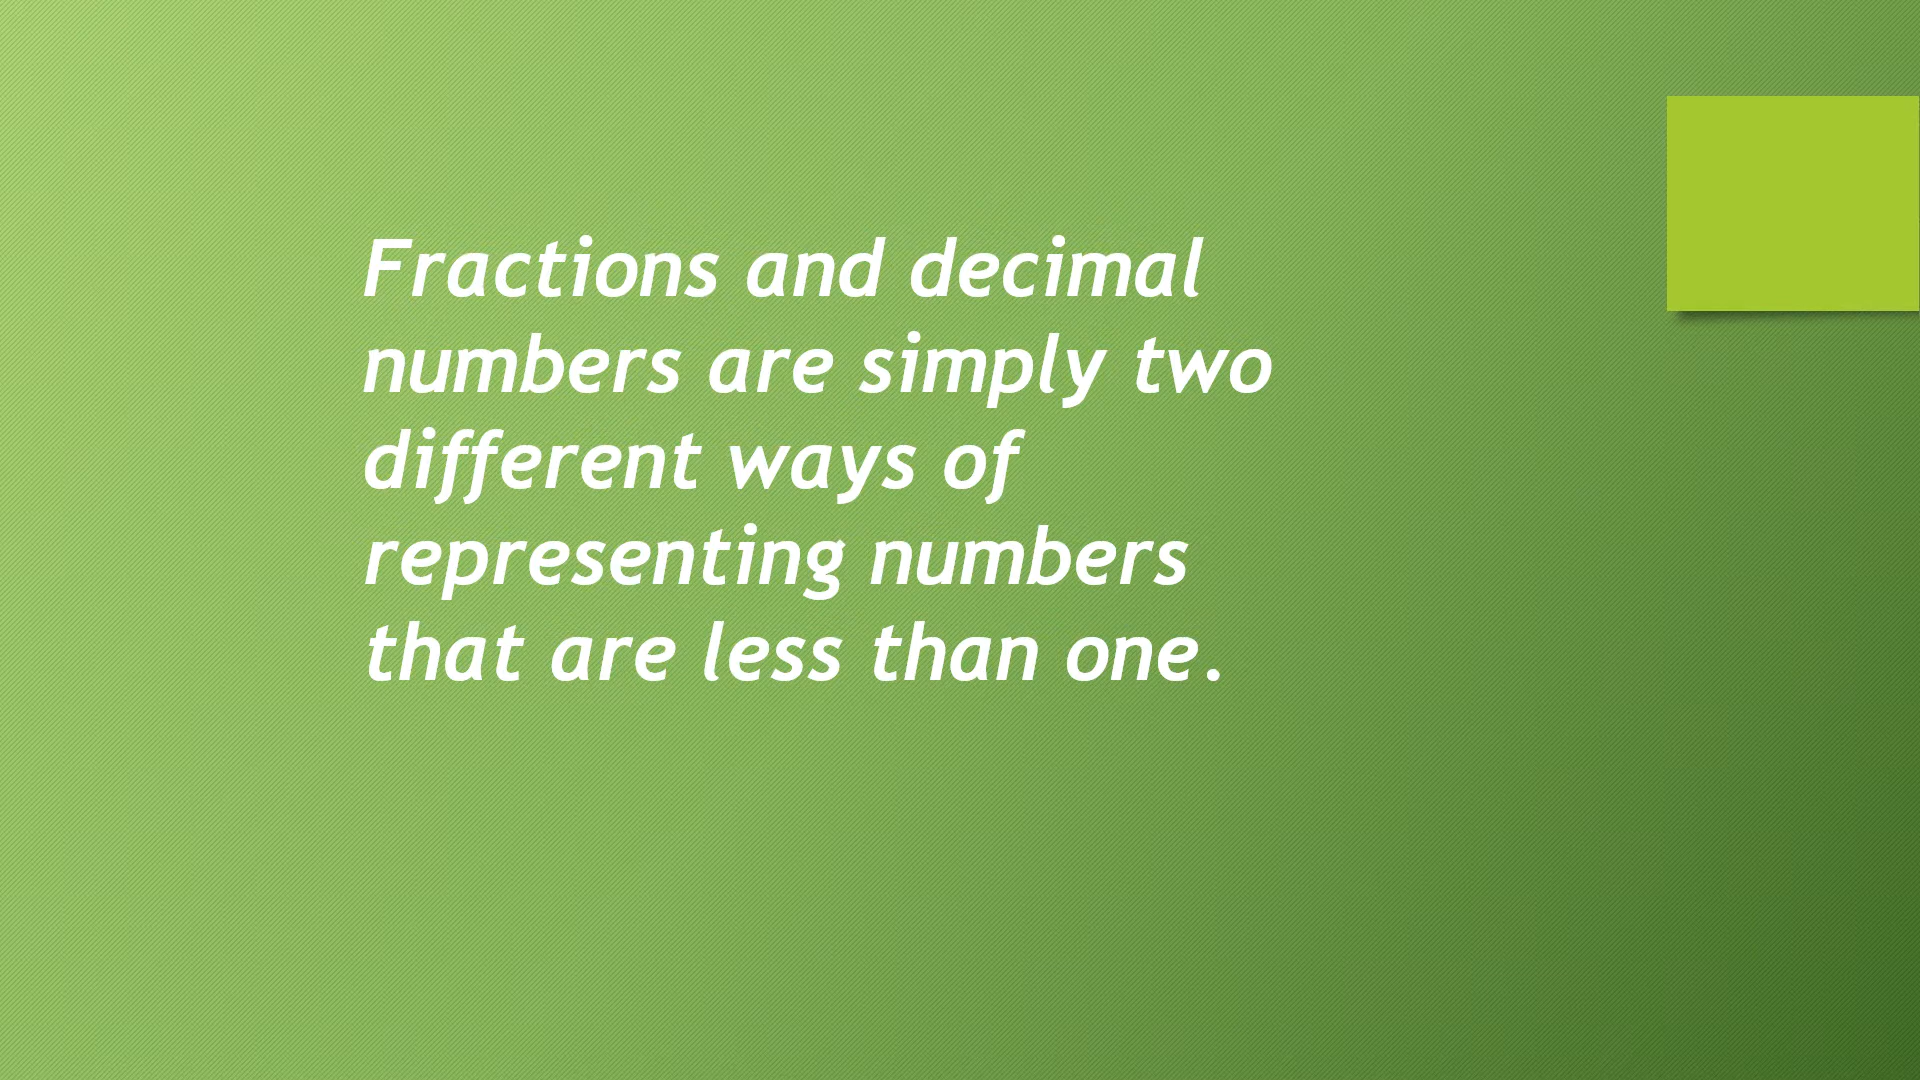 Fractions and decimal
numbers are simply two
different ways of
representing numbers
that are less than one.